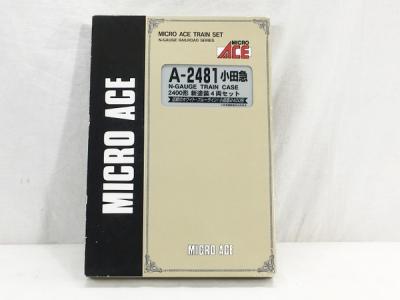 MICRO ACE TRAIN SET
N-GAUGE RAILROAD SERIES
MICRO
ACE
A-2481 小田急
N-GAUGE TRAIN CASE
2400形 新塗装 4両セット
MICRO ACE
MICRO ACE